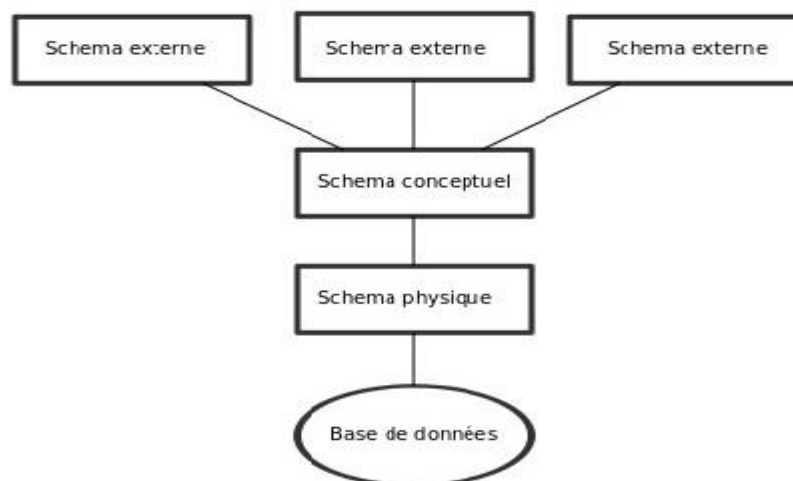 Schema externe
Schema externe
Schema externe
Schema conceptuel
Schema physique
Base de données